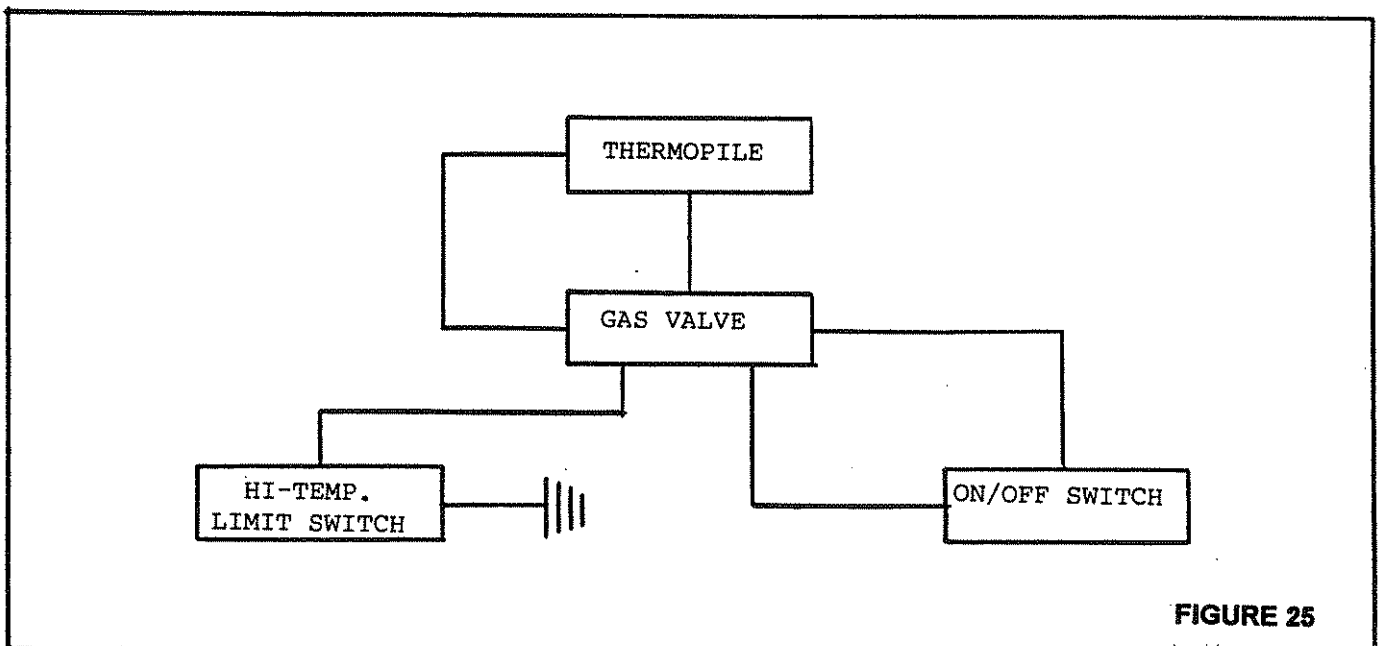 THERMOPILE
GAS VALVE
HI-TEMP.
LIMIT SWITCH
ON/OFF SWITCH
FIGURE 25